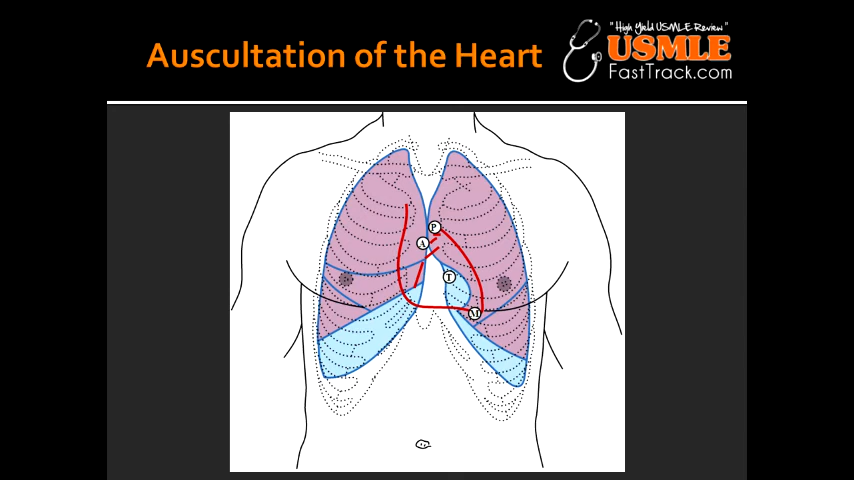 Auscultation of the Heart
"High Yield USMLE Review"
USMLE
FastTrack.com
P
A
T
M